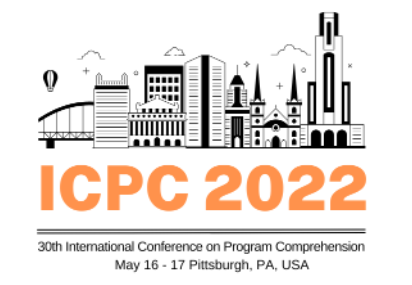 ICPC 2022
30th International Conference on Program Comprehension
May 16 - 17 Pittsburgh, PA, USA